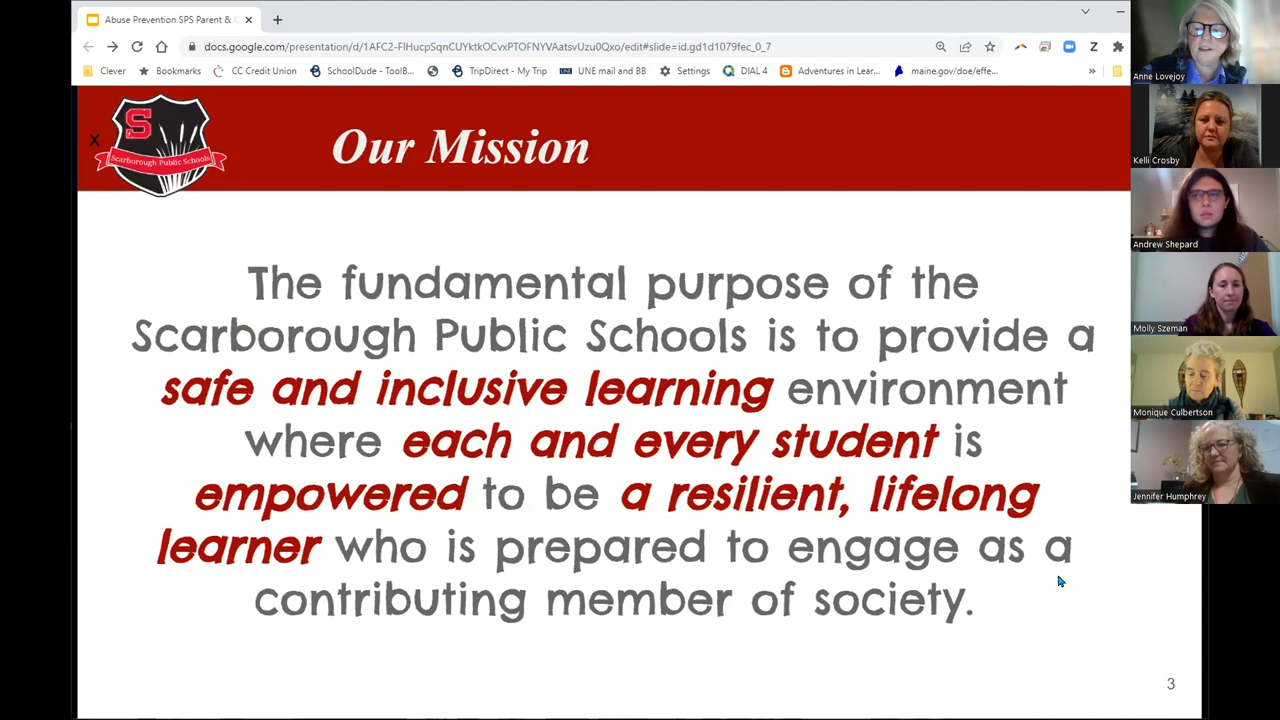 Abuse Prevention SPS Parent &
docs.google.com/presentation/d/1AFC2-FlHucpSqnCUYktkOCvxPTOFNYVAatsvUzu0Qxo/edit#slide=id.gd1d1079fec_0_7
Z
Clever
Bookmarks
CC Credit Union
SchoolDude - ToolB...
TripDirect - My Trip
UNE UNE mail and BB
Settings
DIAL 4
Adventures in Lear...
maine.gov/doe/effe...
»
X
S
Scarborough Public Schools
Our Mission
The fundamental purpose of the
Scarborough Public Schools is to provide a
safe and inclusive learning environment
where each and every student is
empowered to be a resilient, lifelong
learner who is prepared to engage as a
contributing member of society.
3
Anne Lovejoy
Kelli Crosby
Andrew Shepard
Molly Szeman
Monique Culbertson
Jennifer Humphrey